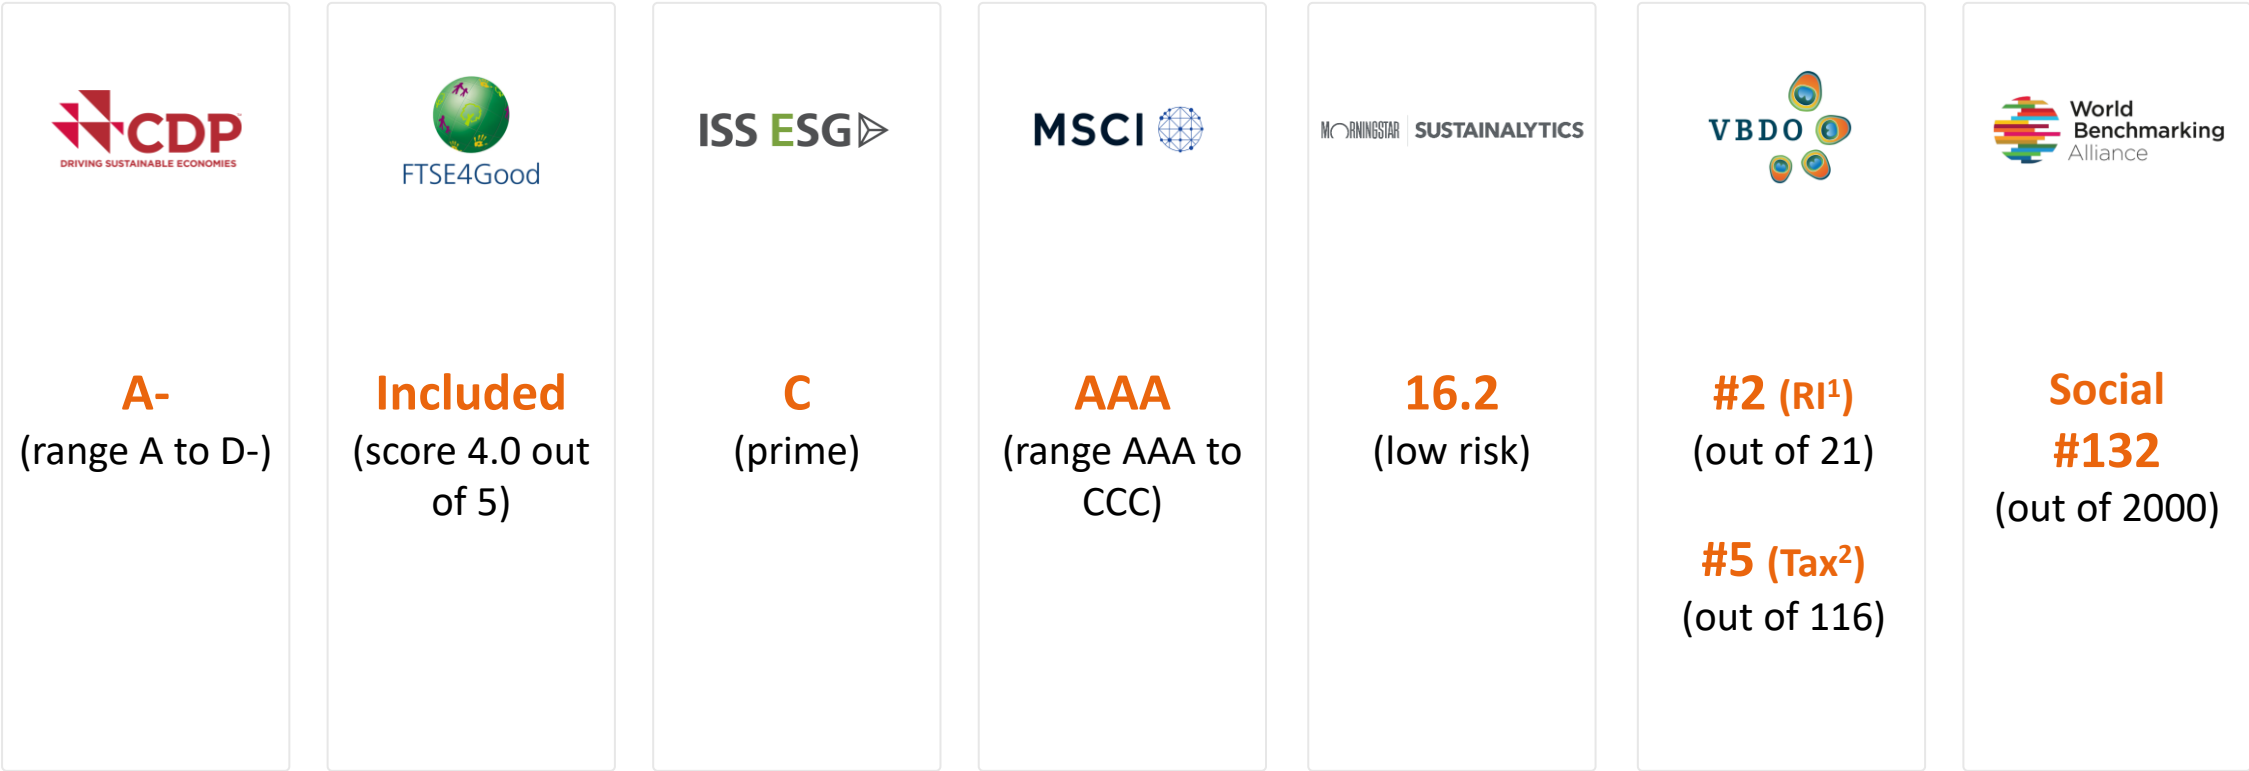 CDP
DRIVING SUSTAINABLE ECONOMIES
A-
(range A to D-)
FTSE4Good
Included
(score 4.0 out
of 5)
ISS ESG
C
(prime)
MSCI
AAA
(range AAA to
CCC)
MORNINGSTAR | SUSTAINALYTICS
16.2
(low risk)
VBDO
#2 (RI¹)
(out of 21)
#5 (Tax²)
(out of 116)
World
Benchmarking
Alliance
Social
#132
(out of 2000)